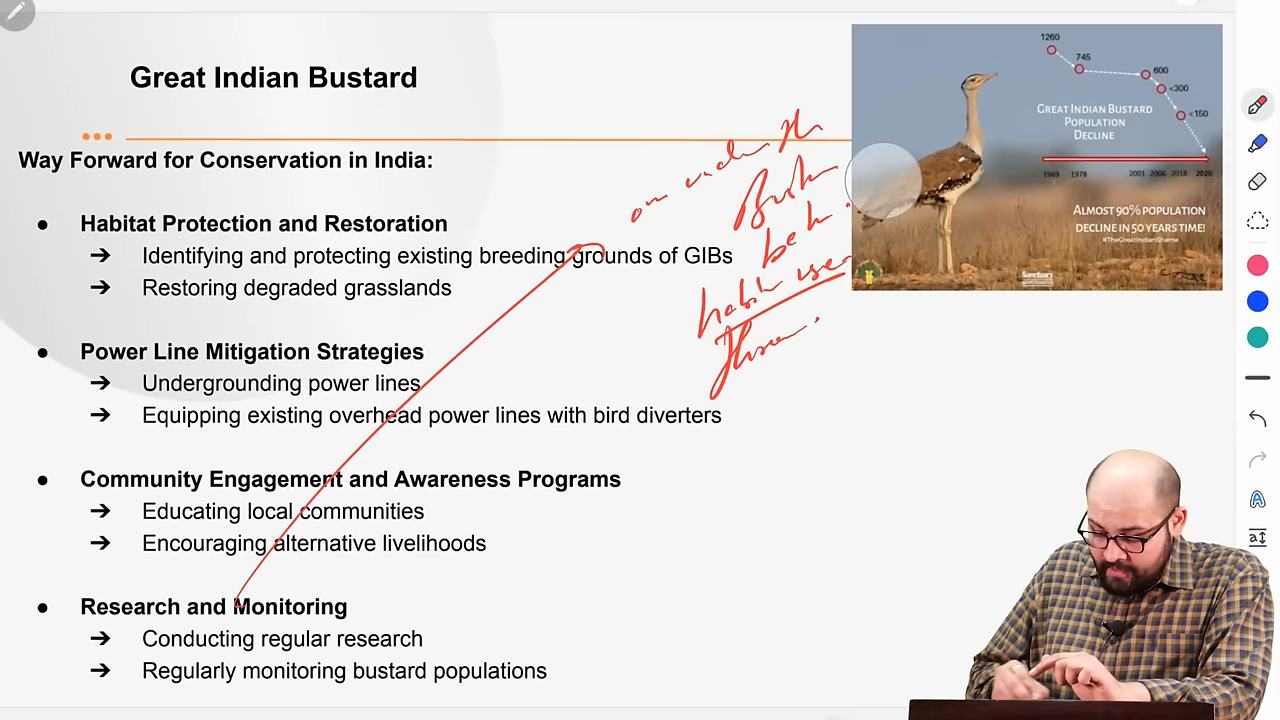 Great Indian Bustard
Way Forward for Conservation in India:
● Habitat Protection and Restoration
➔ Identifying and protecting existing breeding grounds of GIBs
➔ Restoring degraded grasslands
● Power Line Mitigation Strategies
➔ Undergrounding power lines
➔ Equipping existing overhead power lines with bird diverters
● Community Engagement and Awareness Programs
➔ Educating local communities
➔ Encouraging alternative livelihoods
● Research and Monitoring
➔ Conducting regular research
➔ Regularly monitoring bustard populations
1260
745
600
<300
<150
GREAT INDIAN BUSTARD
POPULATION
DECLINE
1969 1978 2001 2006 2018 2020
ALMOST 90% POPULATION
DECLINE IN 50 YEARS TIME!
#TheGreatIndianShame
Sanctuary